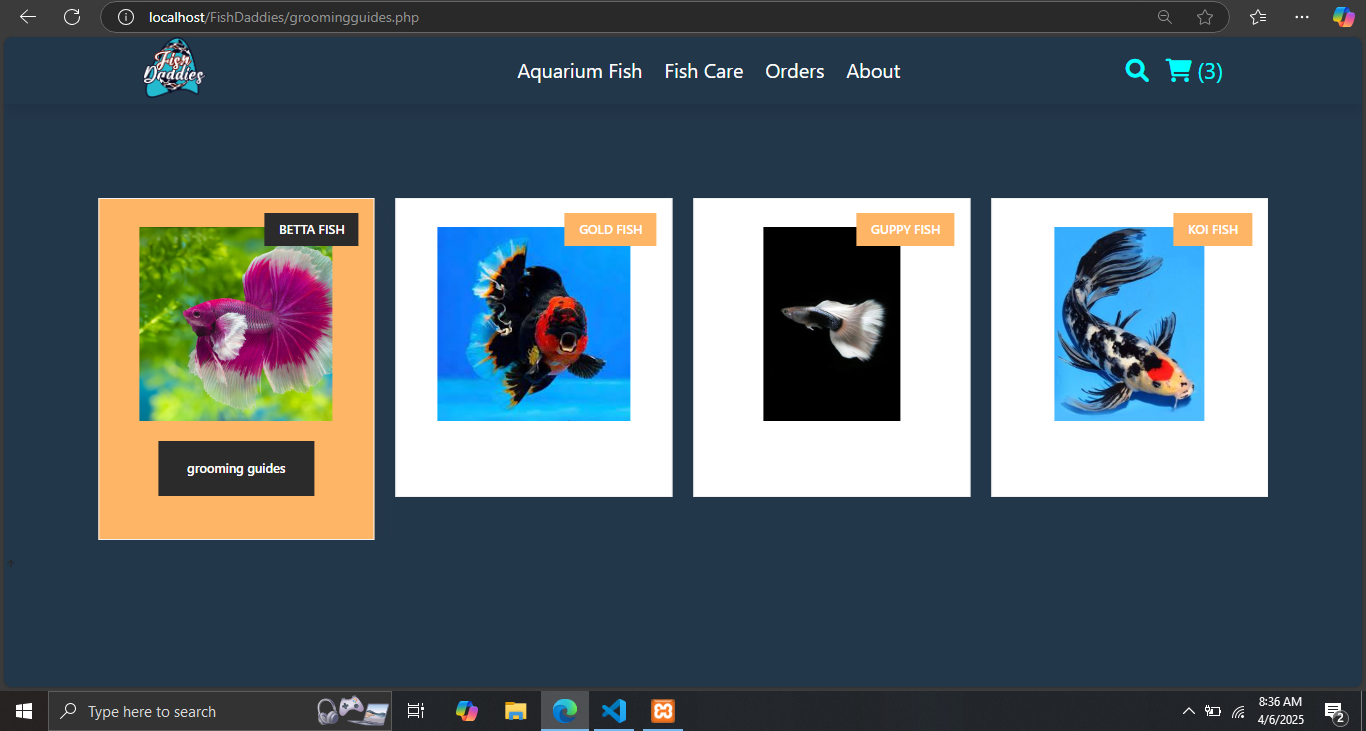 localhost/FishDaddies/groomingguides.php
Fish
Daddies
Aquarium Fish Fish Care Orders About (3)
BETTA FISH GOLD FISH GUPPY FISH KOI FISH
grooming guides
Type here to search
8:36 AM
4/6/2025
2